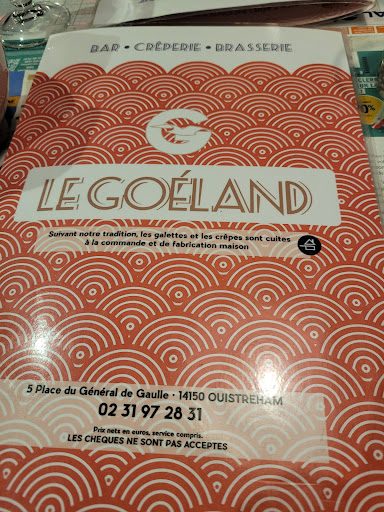 BAR • CRÊPERIE • BRASSERIE
G
LE GOÉLAND
Suivant notre tradition, les galettes et les crêpes sont cuites
à la commande et de fabrication maison
5 Place du Général de Gaulle • 14150 OUISTREHAM
02 31 97 28 31
Prix nets en euros, service compris.
LES CHEQUES NE SONT PAS ACCEPTES